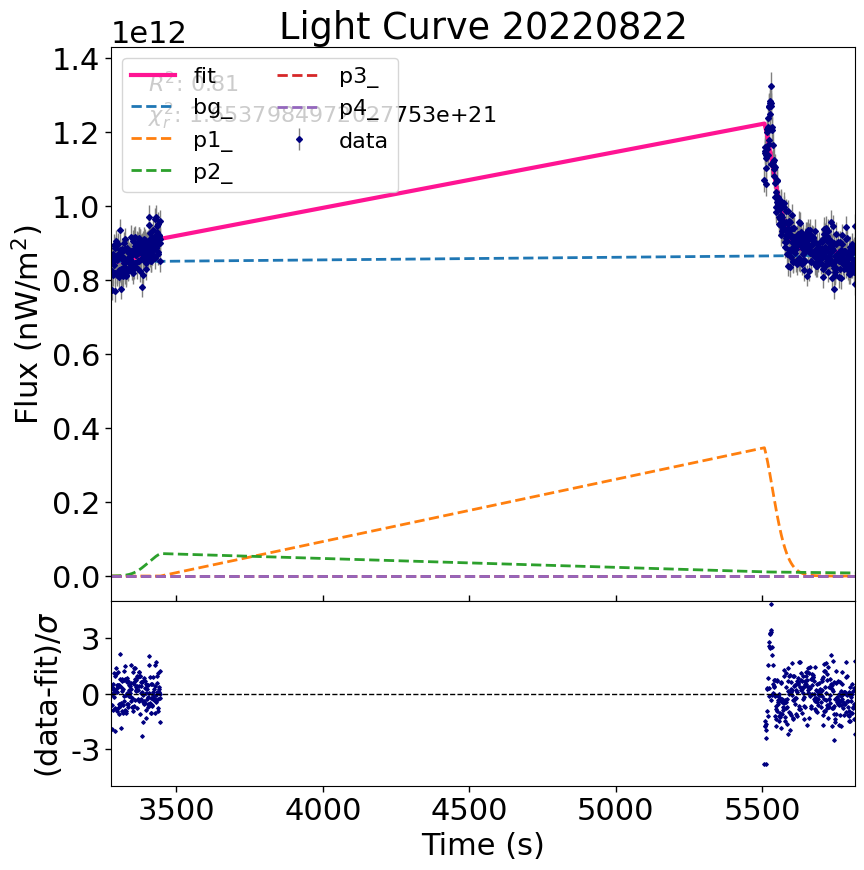 Light Curve 20220822
1e12
1.4
1.2
1.0
0.8
0.6
0.4
0.2
0.0
Flux (nW/m²)
fit
bg_
p1_
p2_
p3_
p4_
data
R²: 0.81
3
0
-3
(data-fit)/σ
3500 4000 4500 5000 5500
Time (s)